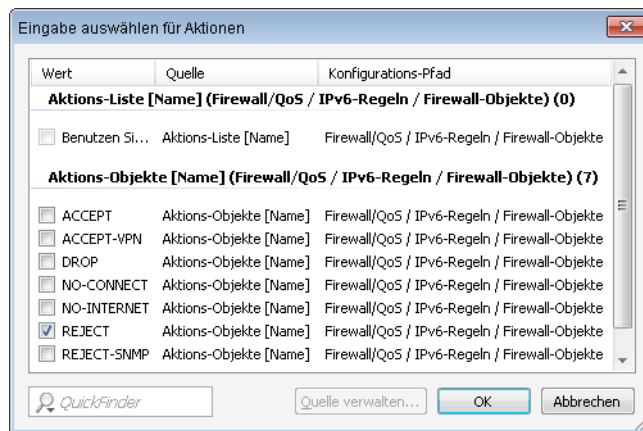 Eingabe auswählen für Aktionen
Wert Quelle Konfigurations-Pfad
Aktions-Liste [Name] (Firewall/QoS / IPv6-Regeln / Firewall-Objekte) (0)
Benutzen Si... Aktions-Liste [Name] Firewall/QoS / IPv6-Regeln / Firewall-Objekte
Aktions-Objekte [Name] (Firewall/QoS / IPv6-Regeln / Firewall-Objekte) (7)
ACCEPT Aktions-Objekte [Name] Firewall/QoS / IPv6-Regeln / Firewall-Objekte
ACCEPT-VPN Aktions-Objekte [Name] Firewall/QoS / IPv6-Regeln / Firewall-Objekte
DROP Aktions-Objekte [Name] Firewall/QoS / IPv6-Regeln / Firewall-Objekte
NO-CONNECT Aktions-Objekte [Name] Firewall/QoS / IPv6-Regeln / Firewall-Objekte
NO-INTERNET Aktions-Objekte [Name] Firewall/QoS / IPv6-Regeln / Firewall-Objekte
REJECT Aktions-Objekte [Name] Firewall/QoS / IPv6-Regeln / Firewall-Objekte
REJECT-SNMP Aktions-Objekte [Name] Firewall/QoS / IPv6-Regeln / Firewall-Objekte
QuickFinder Quelle verwalten... OK Abbrechen